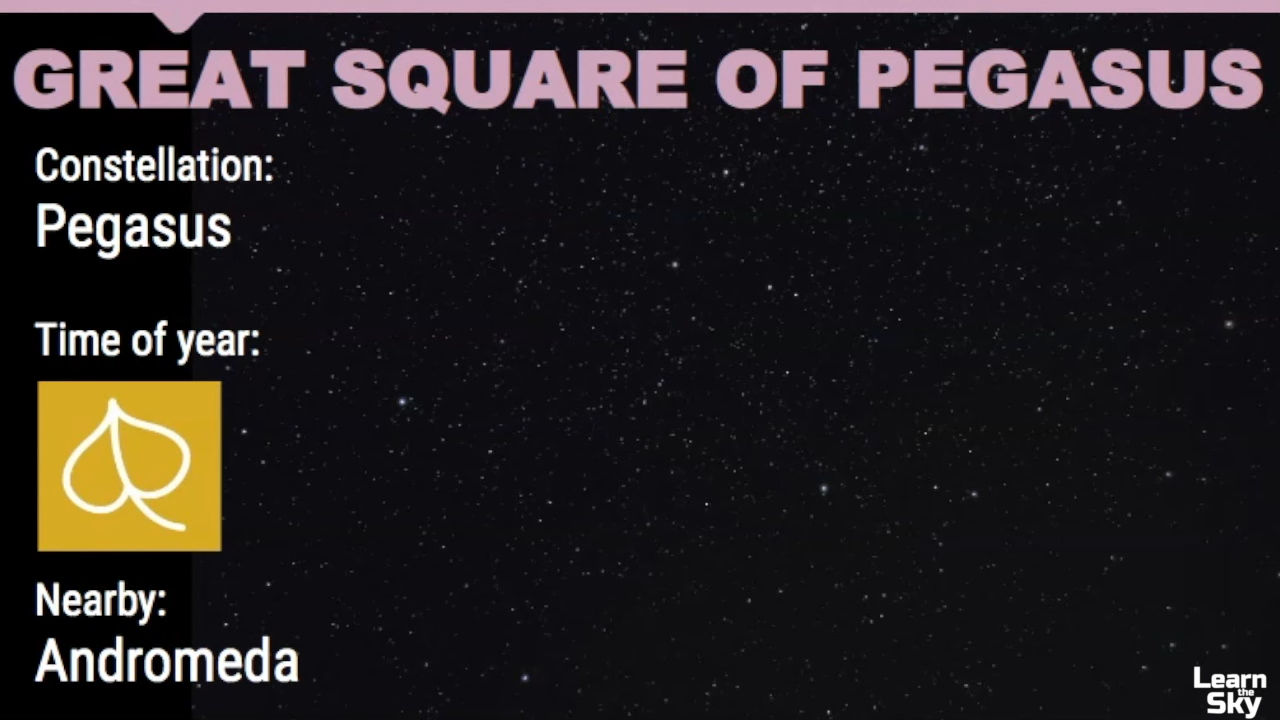 GREAT SQUARE OF PEGASUS
Constellation:
Pegasus
Time of year:
Nearby:
Andromeda
Learn
the
Sky